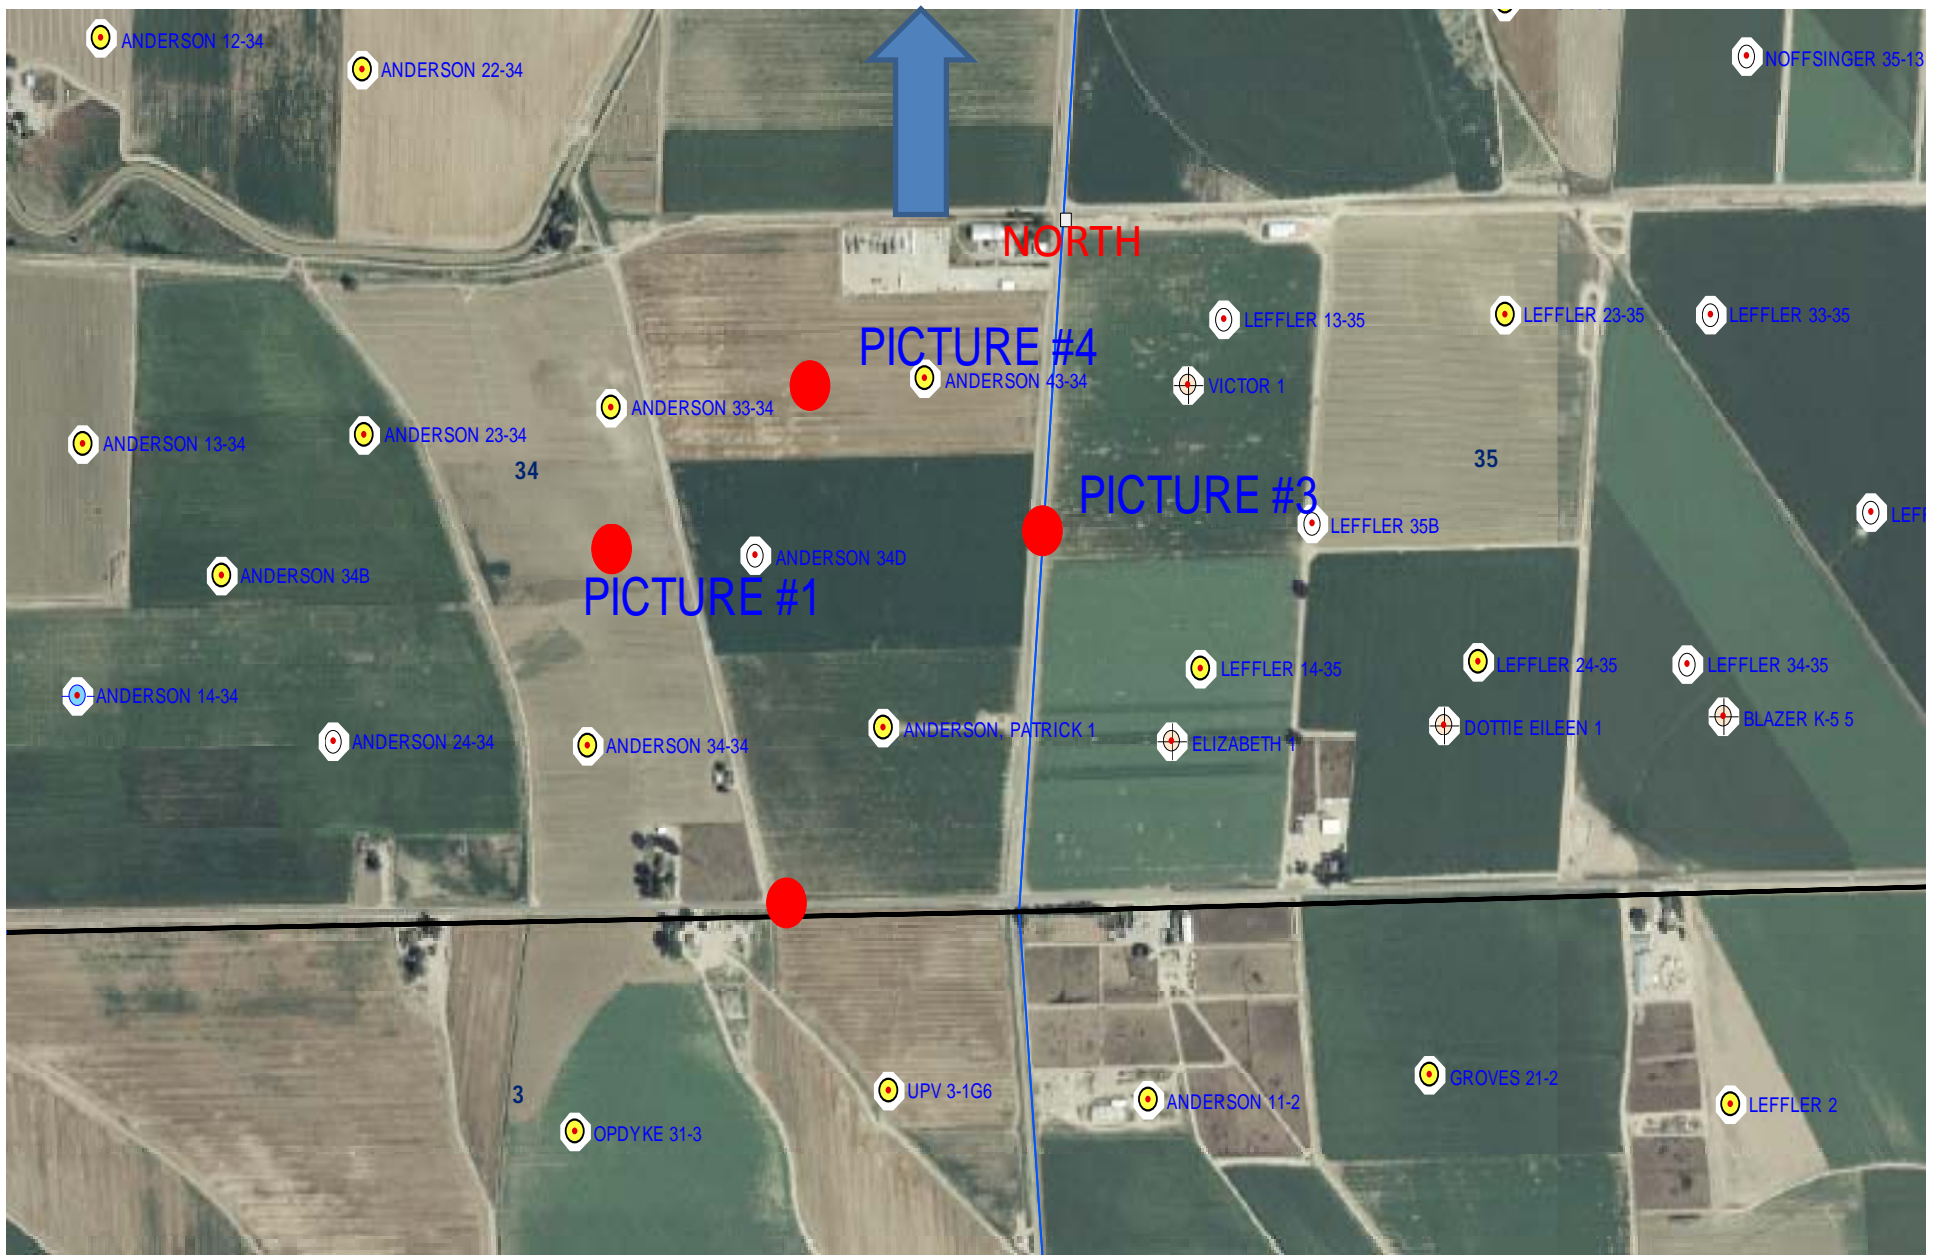 ANDERSON 12-34
ANDERSON 22-34
NOFFSINGER 35-13
NORTH
LEFFLER 13-35
LEFFLER 23-35
LEFFLER 33-35
PICTURE #4
ANDERSON 43-34
VICTOR 1
ANDERSON 33-34
ANDERSON 23-34
ANDERSON 13-34
34
35
PICTURE #3
LEFFLER 35B
LEF
ANDERSON 34D
ANDERSON 34B
PICTURE #1
LEFFLER 14-35
LEFFLER 24-35
LEFFLER 34-35
ANDERSON 14-34
ANDERSON 24-34
ANDERSON 34-34
ANDERSON, PATRICK 1
ELIZABETH 1
DOTTIE EILEEN 1
BLAZER K-5 5
3
UPV 3-1G6
OPDYKE 31-3
ANDERSON 11-2
GROVES 21-2
LEFFLER 2